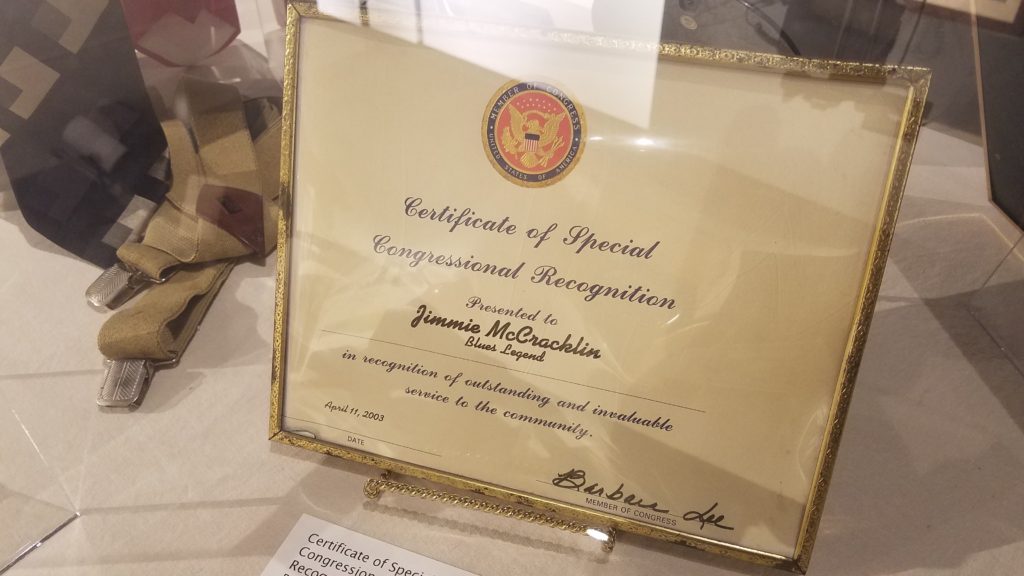 MEMBER OF CONGRESS
UNITED STATES OF AMERICA
Certificate of Special
Congressional Recognition
Presented to
Jimmie McCracklin
Blues Legend
in recognition of outstanding and invaluable
service to the community.
April 11, 2003
DATE
Barbara Lee
MEMBER OF CONGRESS
Certificate of Speci
Congression
Reco